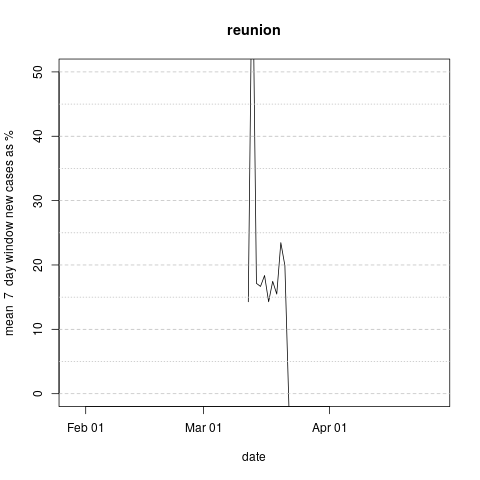 reunion
mean 7 day window new cases as %
50
40
30
20
10
0
Feb 01
Mar 01
Apr 01
date